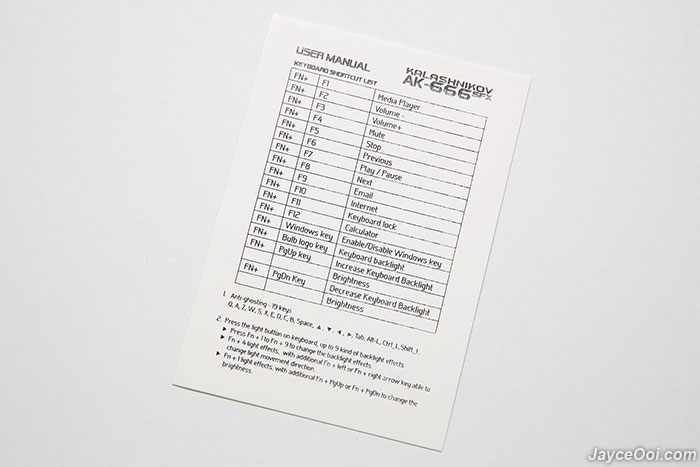 USER MANUAL
KALASHNIKOV
AK-666 SFX
KEYBOARD SHORTCUT LIST
FN+ F1 Media Player
FN+ F2 Volume -
FN+ F3 Volume+
FN+ F4 Mute
FN+ F5 Stop
FN+ F6 Previous
FN+ F7 Play / Pause
FN+ F8 Next
FN+ F9 Email
FN+ F10 Internet
FN+ F11 Keyboard lock
FN+ F12 Calculator
FN+ Windows key Enable/Disable Windows key
FN+ Bulb logo key Keyboard backlight
FN+ PgUp key Increase Keyboard Backlight
Brightness
FN+ PgDn Key Decrease Keyboard Backlight
Brightness
1. Anti-ghosting - 19 keys
Q, A, Z, W, S, X, E, D, C, B, Space, ▲, ▼, ◄, ►, Tab, Alt-L, Ctrl_L, Shift_L
2. Press the light button on keyboard, up to 9 kind of backlight effects
► Press Fn + 1 to Fn + 9 to change the backlight effects.
► Fn + 4 light effects, with additional Fn + left or Fn + right arrow key able to
change light movement direction.
► Fn + 1 light effects, with additional Fn + PgUp or Fn + PgDn to change the
brightness.
JayceOoi.com